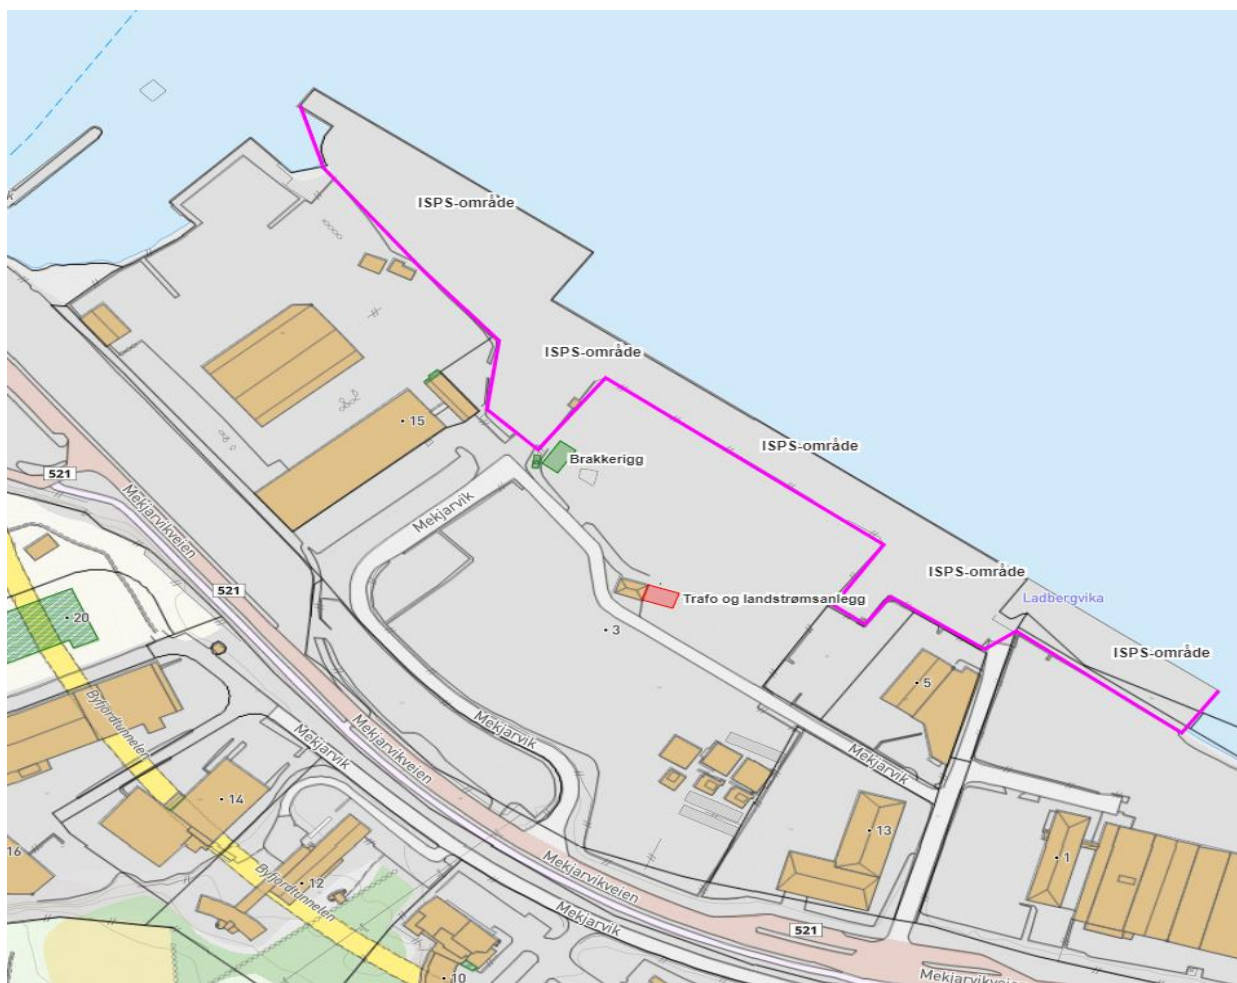 ISPS-område
ISPS-område
15
ISPS-område
521
Brakkerigg
Mekjarvikveien
Mekjarvik
ISPS-område
521
Trafo og landstrømsanlegg
Ladbergvika
20
3
ISPS-område
5
Byfjordtunnelen
Mekjarvik
Mekjarvikveien
Mekjarvik
Mekjarvik
14
13
16
1
Byfjordtunnelen
12
Mekjarvikveien
Mekjarvik
521
10
Mekjarvikveien